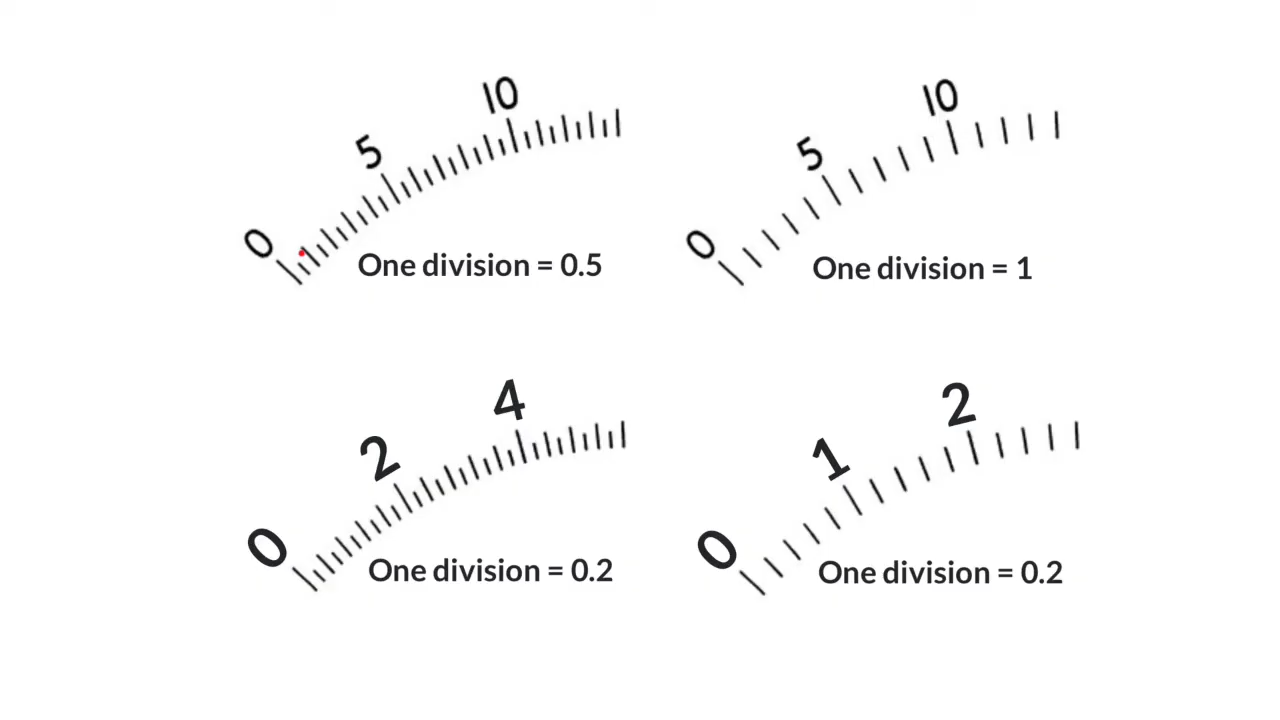 0 5 10
One division = 0.5
0 5 10
One division = 1
0 2 4
One division = 0.2
0 1 2
One division = 0.2